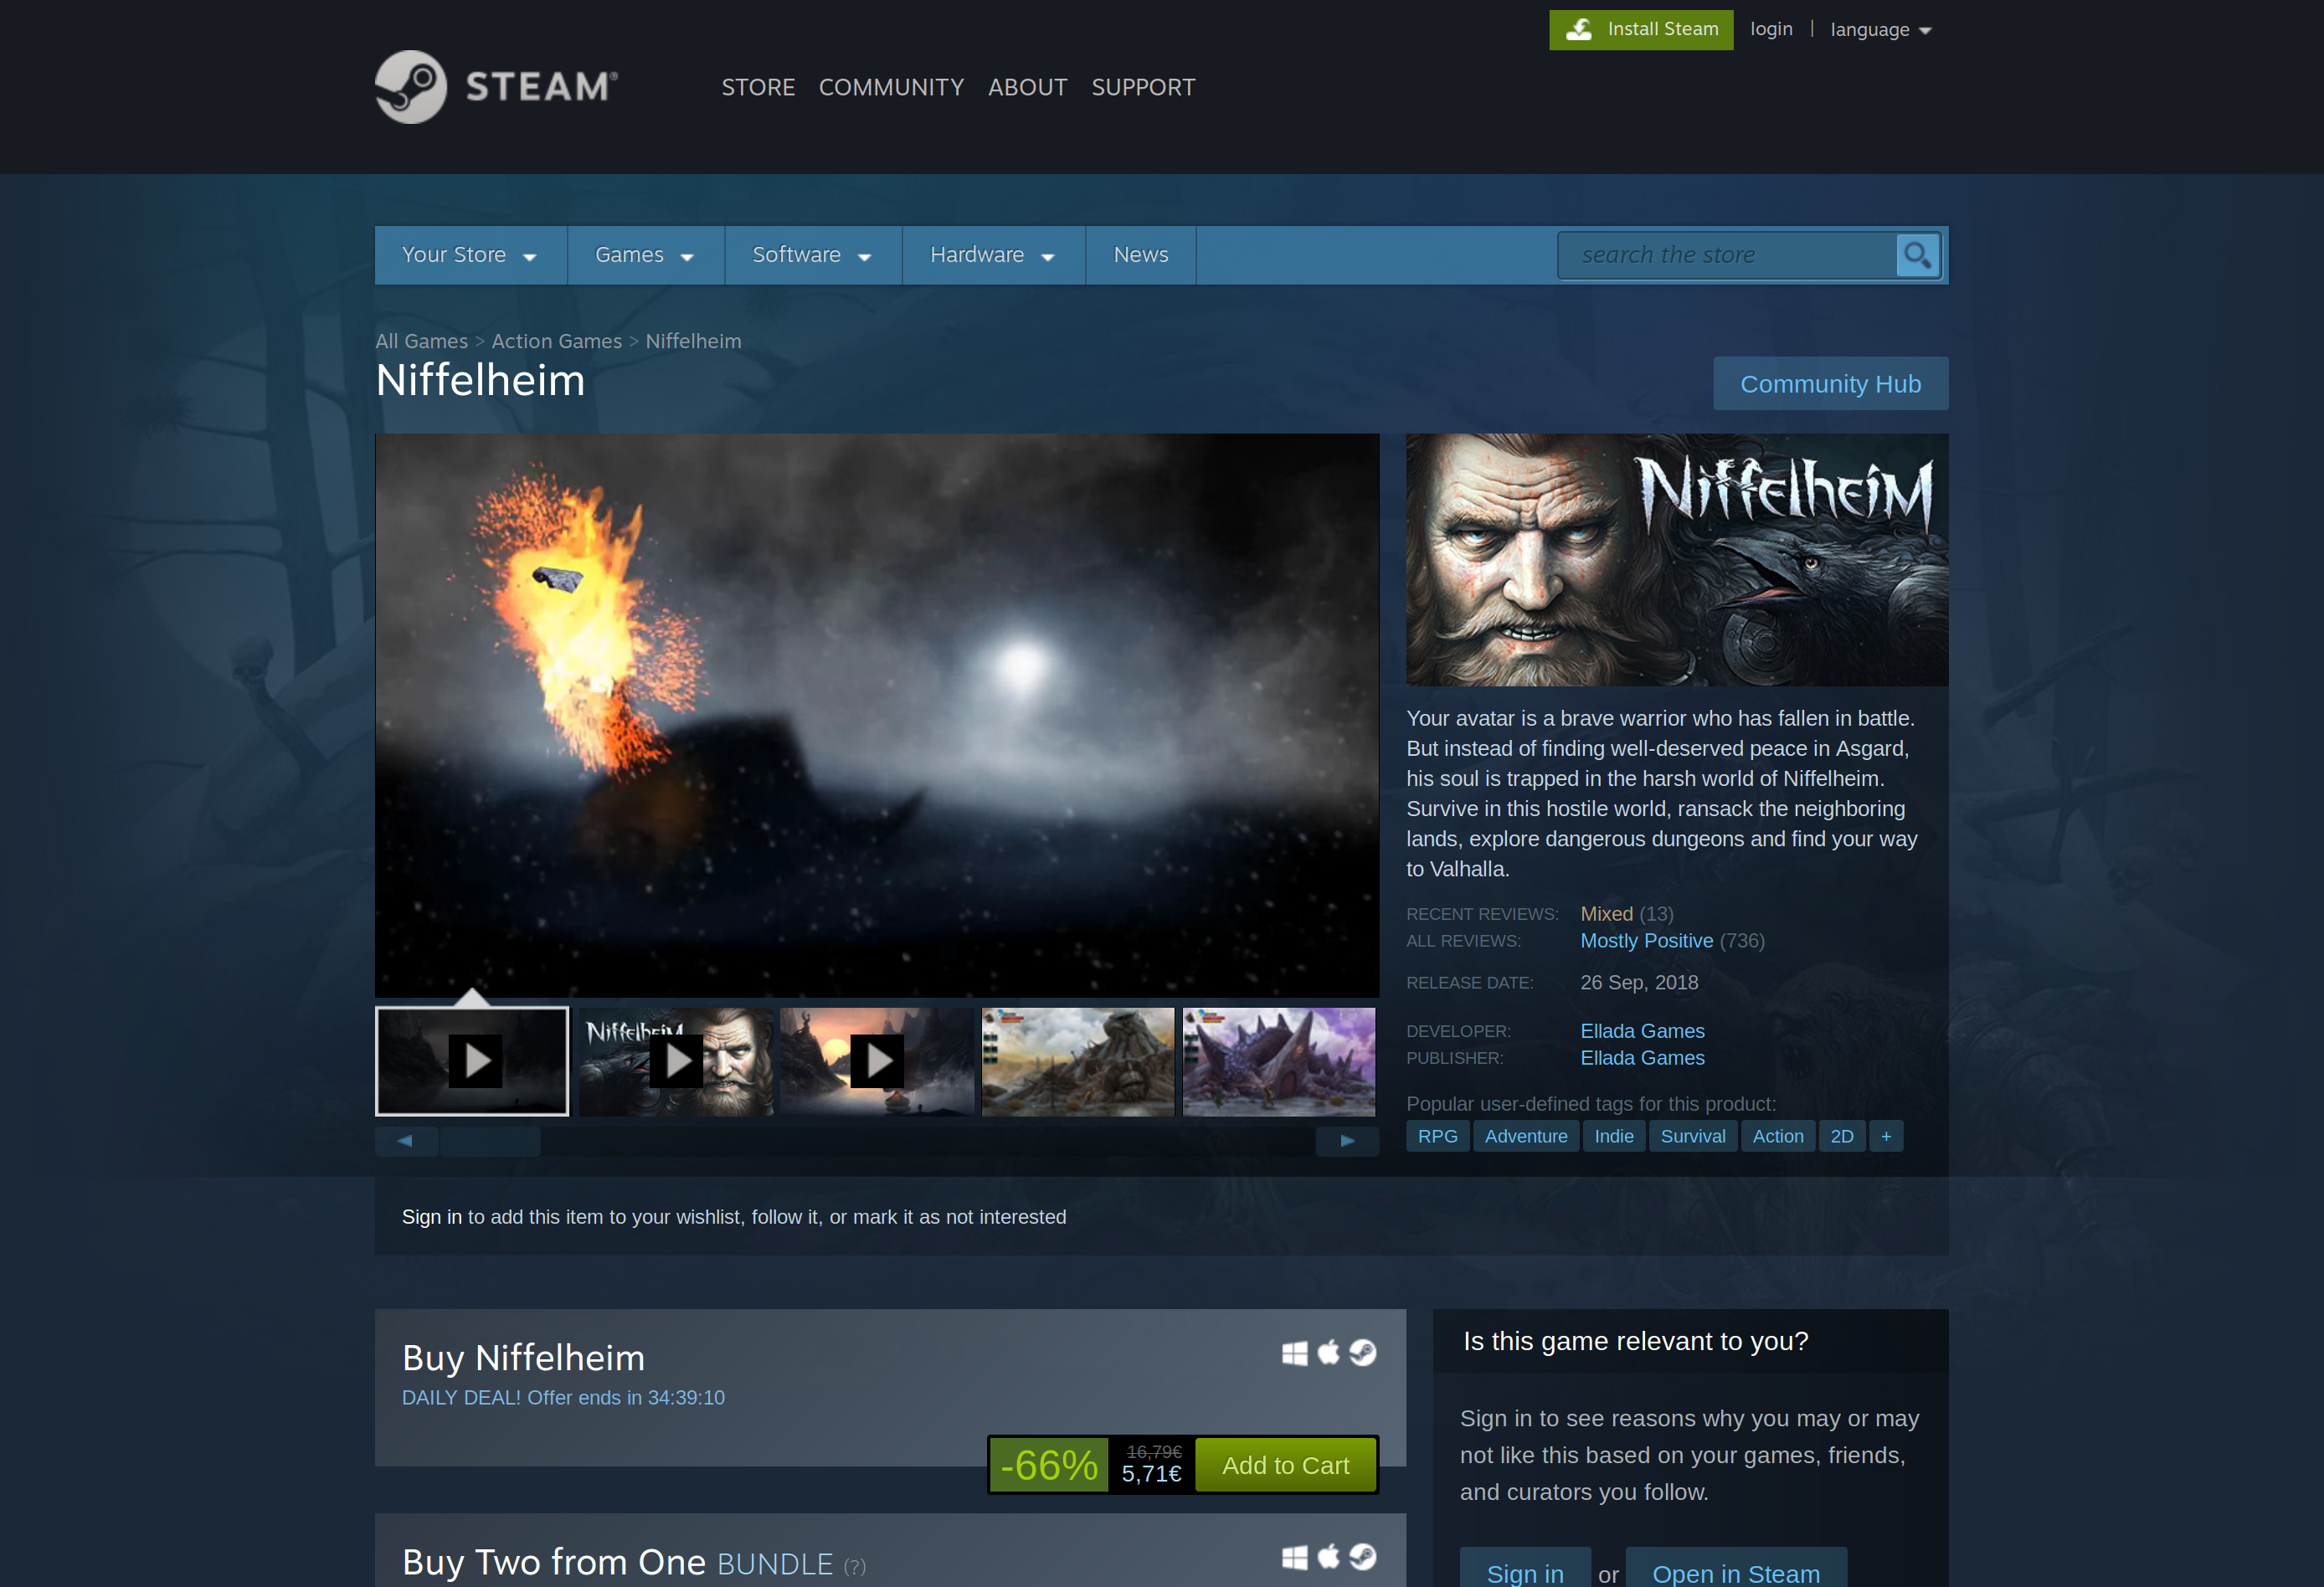 Install Steam
login | language
STEAM®
STORE COMMUNITY ABOUT SUPPORT
Your Store
Games
Software
Hardware
News
search the store
All Games > Action Games > Niffelheim
Niffelheim
Community Hub
Niffelheim
Your avatar is a brave warrior who has fallen in battle.
But instead of finding well-deserved peace in Asgard,
his soul is trapped in the harsh world of Niffelheim.
Survive in this hostile world, ransack the neighboring
lands, explore dangerous dungeons and find your way
to Valhalla.
RECENT REVIEWS: Mixed (13)
ALL REVIEWS: Mostly Positive (736)
RELEASE DATE: 26 Sep, 2018
DEVELOPER: Ellada Games
PUBLISHER: Ellada Games
Popular user-defined tags for this product:
RPG Adventure Indie Survival Action 2D +
Niffelheim
Sign in to add this item to your wishlist, follow it, or mark it as not interested
Buy Niffelheim
DAILY DEAL! Offer ends in 34:39:10
-66%
16,79€
5,71€
Add to Cart
Buy Two from One BUNDLE (?)
Is this game relevant to you?
Sign in to see reasons why you may or may
not like this based on your games, friends,
and curators you follow.
Sign in or Open in Steam